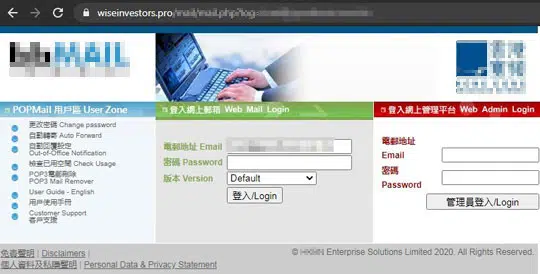 wiseinvestors.pro/mail/mail.php?log
MAIL
POPMail 用戶區 User Zone
更改密碼 Change password
自動轉寄 Auto Forward
自動回覆設定
Out-of-Office Notification
檢查已用空間 Check Usage
POP3電郵刪除
POP3 Mail Remover
User Guide - English
用戶使用手冊
Customer Support
客戶支援
登入網上郵箱 Web Mail Login
電郵地址 Email
密碼 Password
版本 Version Default
登入/Login
登入網上管理平台 Web Admin Login
電郵地址
Email
密碼
Password
管理員登入/Login
免責聲明 | Disclaimers |
個人資料及私隱聲明 | Personal Data & Privacy Statement
© Enterprise Solutions Limited 2020. All Rights Reserved.